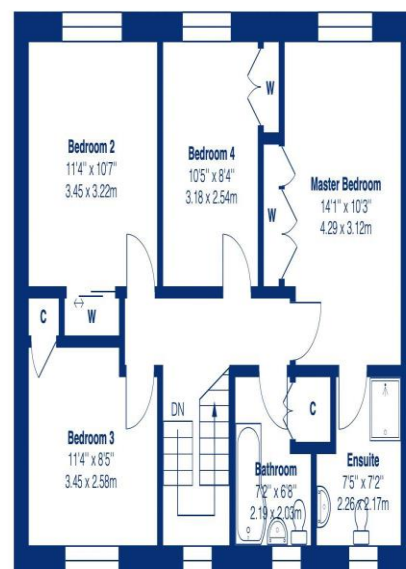 W
Bedroom 2
11'4" x 10'7"
3.45 x 3.22m
Bedroom 4
10'5" x 8'4"
3.18 x 2.54m
W
Master Bedroom
14'1" x 10'3"
4.29 x 3.12m
C
W
DN
C
Bedroom 3
11'4" x 8'5"
3.45 x 2.58m
Bathroom
7'2" x 6'8"
2.19 x 2.03m
Ensuite
7'5" x 7'2"
2.26 x 2.17m